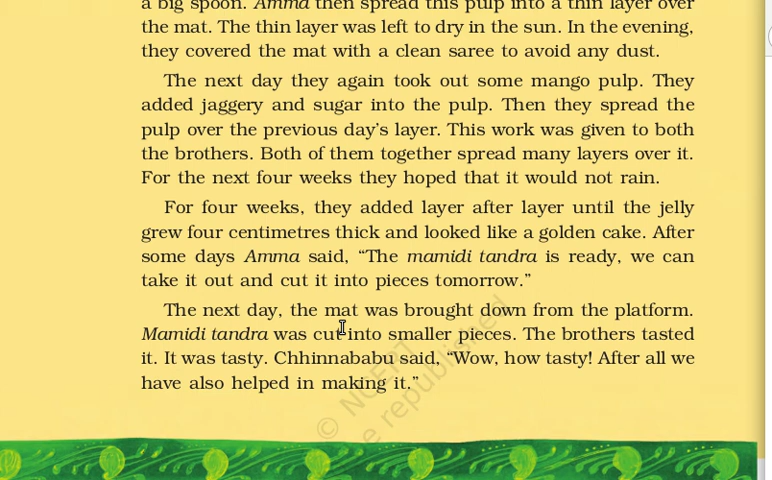 a big spoon. Amma then spread this pulp into a thin layer over
the mat. The thin layer was left to dry in the sun. In the evening,
they covered the mat with a clean saree to avoid any dust.
The next day they again took out some mango pulp. They
added jaggery and sugar into the pulp. Then they spread the
pulp over the previous day’s layer. This work was given to both
the brothers. Both of them together spread many layers over it.
For the next four weeks they hoped that it would not rain.
For four weeks, they added layer after layer until the jelly
grew four centimetres thick and looked like a golden cake. After
some days Amma said, “The mamidi tandra is ready, we can
take it out and cut it into pieces tomorrow.”
The next day, the mat was brought down from the platform.
Mamidi tandra was cut into smaller pieces. The brothers tasted
it. It was tasty. Chhinnababu said, “Wow, how tasty! After all we
have also helped in making it.”
© NCERT
e republished